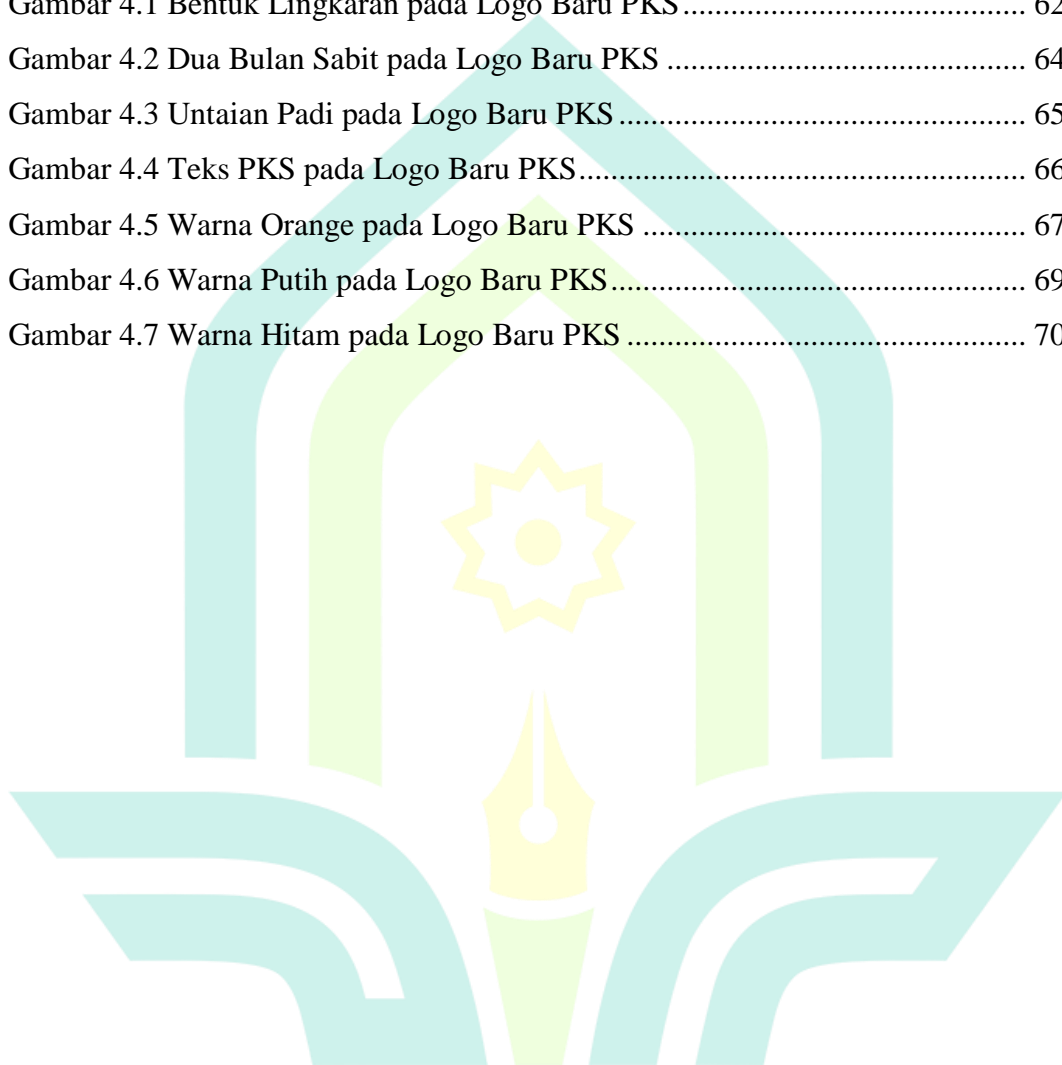 Gambar 4.1 Bentuk Lingkaran pada Logo Baru PKS....................................... 62
Gambar 4.2 Dua Bulan Sabit pada Logo Baru PKS ......................................... 64
Gambar 4.3 Untaian Padi pada Logo Baru PKS.............................................. 65
Gambar 4.4 Teks PKS pada Logo Baru PKS................................................... 66
Gambar 4.5 Warna Orange pada Logo Baru PKS ............................................ 67
Gambar 4.6 Warna Putih pada Logo Baru PKS............................................... 69
Gambar 4.7 Warna Hitam pada Logo Baru PKS .............................................. 70